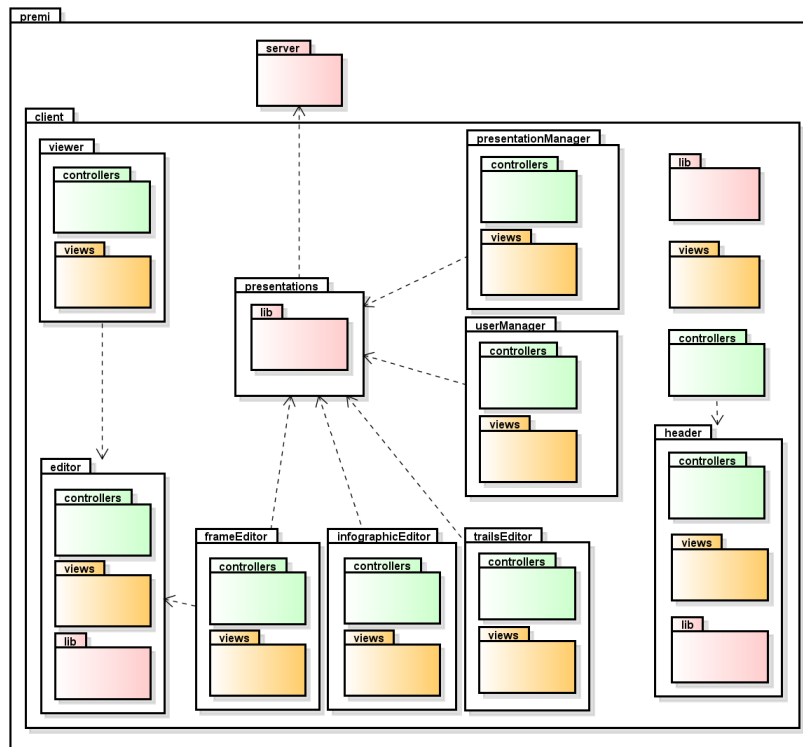 premi
server
client
viewer
controllers
views
presentationManager
controllers
views
lib
views
controllers
presentations
lib
userManager
controllers
views
header
controllers
views
lib
editor
controllers
views
lib
frameEditor
controllers
views
infographicEditor
controllers
views
trailsEditor
controllers
views